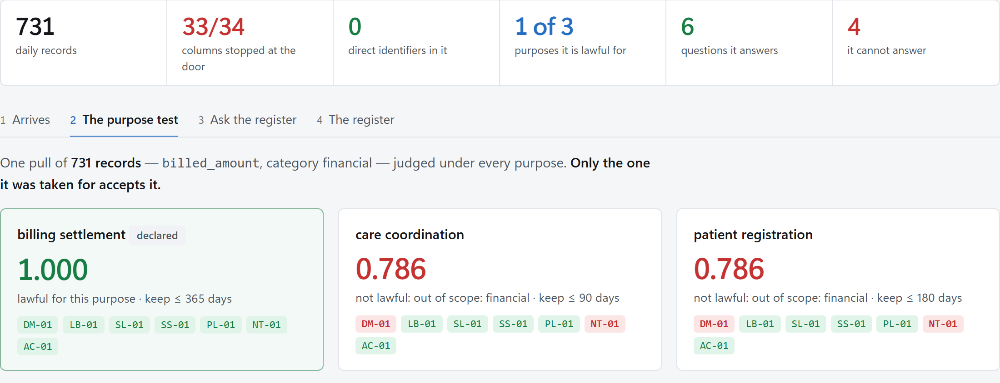 731
daily records
33/34
columns stopped at the
door
0
direct identifiers in it
1 of 3
purposes it is lawful for
6
questions it answers
4
it cannot answer
1 Arrives 2 The purpose test 3 Ask the register 4 The register
One pull of 731 records — billed_amount, category financial — judged under every purpose. Only the one
it was taken for accepts it.
billing settlement declared
1.000
lawful for this purpose · keep ≤ 365 days
DM-01 LB-01 SL-01 SS-01 PL-01 NT-01
AC-01
care coordination
0.786
not lawful: out of scope: financial · keep ≤ 90 days
DM-01 LB-01 SL-01 SS-01 PL-01 NT-01
AC-01
patient registration
0.786
not lawful: out of scope: financial · keep ≤ 180 days
DM-01 LB-01 SL-01 SS-01 PL-01 NT-01
AC-01